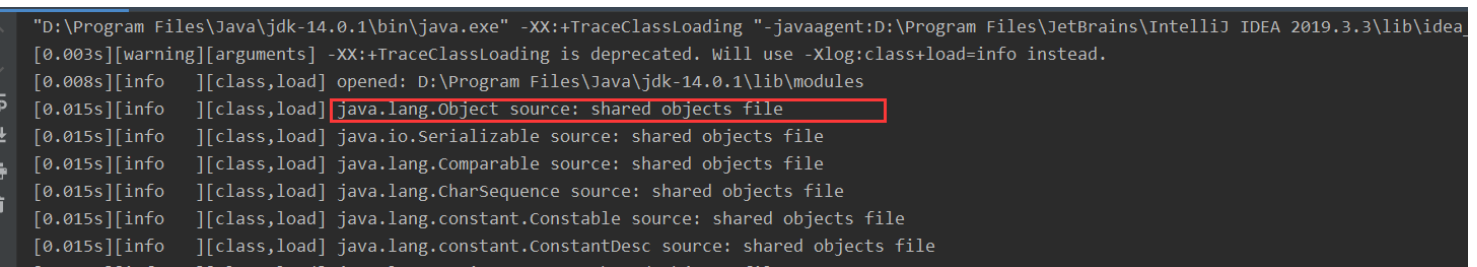 "D:\Program Files\Java\jdk-14.0.1\bin\java.exe" -XX:+TraceClassLoading "-javaagent:D:\Program Files\JetBrains\IntelliJ IDEA 2019.3.3\lib\idea_
[0.003s][warning][arguments] -XX:+TraceClassLoading is deprecated. Will use -Xlog:class+load=info instead.
[0.008s][info   ][class,load] opened: D:\Program Files\Java\jdk-14.0.1\lib\modules
[0.015s][info   ][class,load] java.lang.Object source: shared objects file
[0.015s][info   ][class,load] java.io.Serializable source: shared objects file
[0.015s][info   ][class,load] java.lang.Comparable source: shared objects file
[0.015s][info   ][class,load] java.lang.CharSequence source: shared objects file
[0.015s][info   ][class,load] java.lang.constant.Constable source: shared objects file
[0.015s][info   ][class,load] java.lang.constant.ConstantDesc source: shared objects file